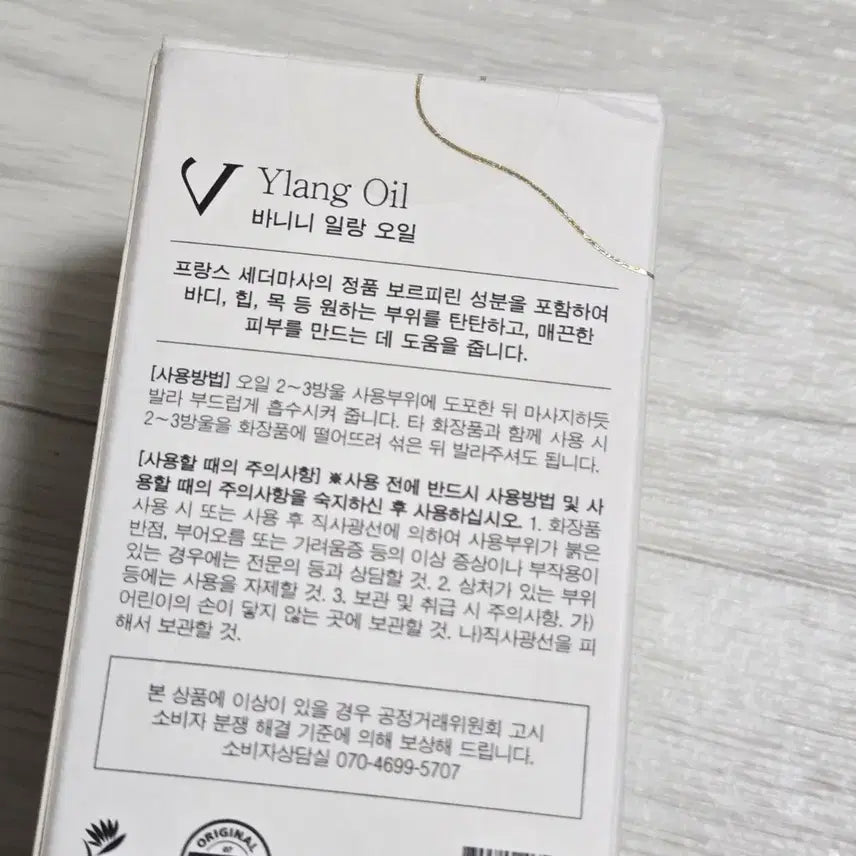 V Ylang Oil
바니니 일랑 오일
프랑스 세더마사의 정품 보르피린 성분을 포함하여
바디, 힙, 목 등 원하는 부위를 탄탄하고, 매끈한
피부를 만드는 데 도움을 줍니다.
[사용방법] 오일 2~3방울 사용부위에 도포한 뒤 마사지하듯
발라 부드럽게 흡수시켜 줍니다. 타 화장품과 함께 사용 시
2~3방울을 화장품에 떨어뜨려 섞은 뒤 발라주셔도 됩니다.
[사용할 때의 주의사항] ※사용 전에 반드시 사용방법 및 사
용할 때의 주의사항을 숙지하신 후 사용하십시오. 1. 화장품
사용 시 또는 사용 후 직사광선에 의하여 사용부위가 붉은
반점, 부어오름 또는 가려움증 등의 이상 증상이나 부작용이
있는 경우에는 전문의 등과 상담할 것. 2. 상처가 있는 부위
등에는 사용을 자제할 것. 3. 보관 및 취급 시 주의사항. 가)
어린이의 손이 닿지 않는 곳에 보관할 것. 나)직사광선을 피
해서 보관할 것.
본 상품에 이상이 있을 경우 공정거래위원회 고시
소비자 분쟁 해결 기준에 의해 보상해 드립니다.
소비자상담실 070-4699-5707
ORIGINAL